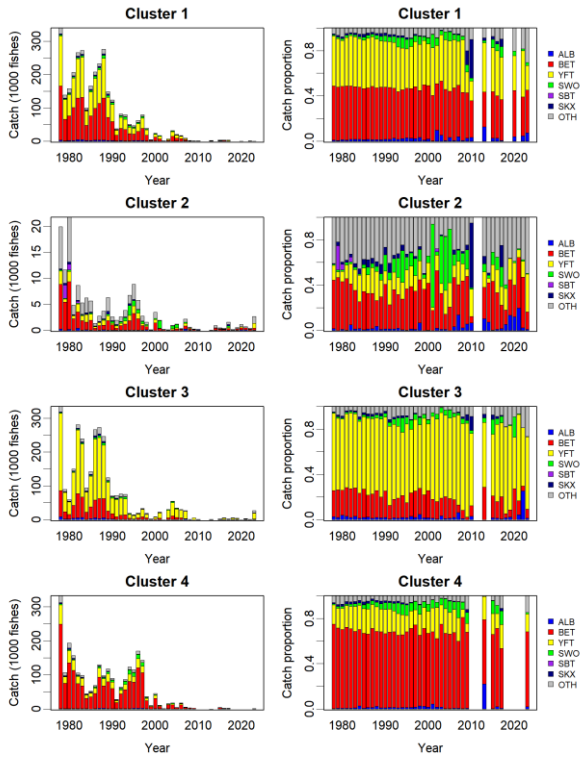 Cluster 1
Catch (1000 fishes)
0 100 200 300
1980 1990 2000 2010 2020
Year
Cluster 1
Catch proportion
0.0 0.4 0.8
1980 1990 2000 2010 2020
Year
ALB
BET
YFT
SWO
SBT
SKX
OTH
Cluster 2
Catch (1000 fishes)
0 5 10 15 20
1980 1990 2000 2010 2020
Year
Cluster 2
Catch proportion
0.0 0.4 0.8
1980 1990 2000 2010 2020
Year
ALB
BET
YFT
SWO
SBT
SKX
OTH
Cluster 3
Catch (1000 fishes)
0 100 200 300
1980 1990 2000 2010 2020
Year
Cluster 3
Catch proportion
0.0 0.4 0.8
1980 1990 2000 2010 2020
Year
ALB
BET
YFT
SWO
SBT
SKX
OTH
Cluster 4
Catch (1000 fishes)
0 100 200 300
1980 1990 2000 2010 2020
Year
Cluster 4
Catch proportion
0.0 0.4 0.8
1980 1990 2000 2010 2020
Year
ALB
BET
YFT
SWO
SBT
SKX
OTH